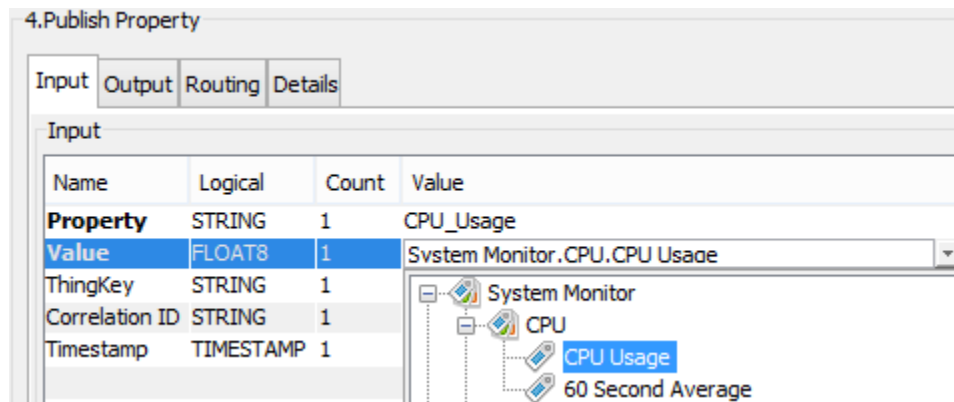 4.Publish Property
Input Output Routing Details
Input
Name Logical Count Value
Property STRING 1 CPU_Usage
Value FLOAT8 1 System Monitor.CPU.CPU Usage
ThingKey STRING 1 System Monitor
Correlation ID STRING 1 CPU
Timestamp TIMESTAMP 1 CPU Usage
60 Second Average